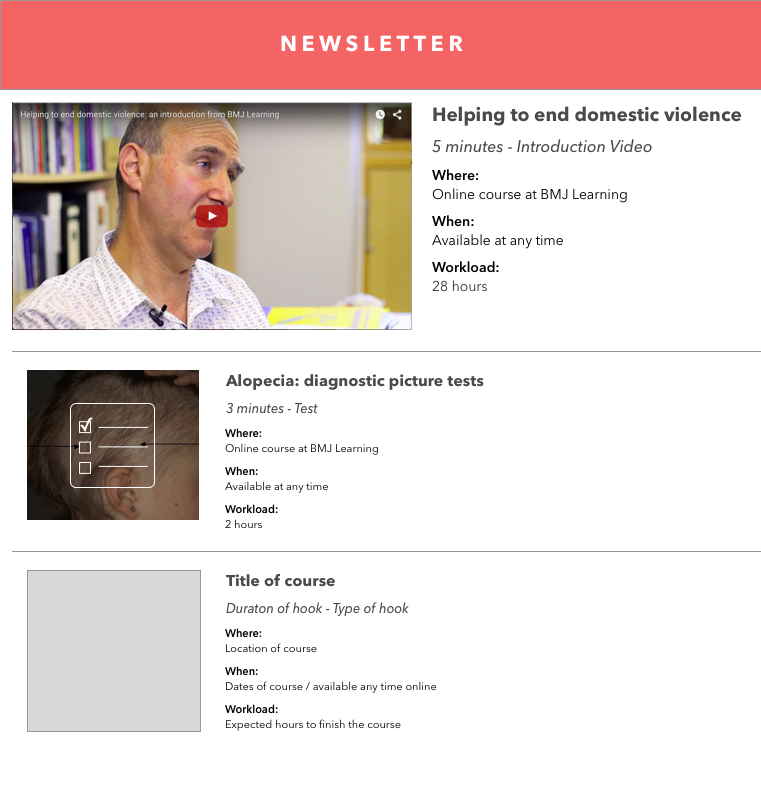 NEWSLETTER
Helping to end domestic violence: an introduction from BMJ Learning
Helping to end domestic violence
5 minutes - Introduction Video
Where:
Online course at BMJ Learning
When:
Available at any time
Workload:
28 hours
Alopecia: diagnostic picture tests
3 minutes - Test
Where:
Online course at BMJ Learning
When:
Available at any time
Workload:
2 hours
Title of course
Duraton of hook - Type of hook
Where:
Location of course
When:
Dates of course / available any time online
Workload:
Expected hours to finish the course